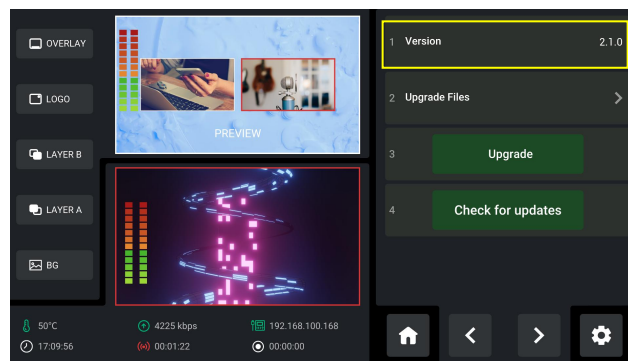 OVERLAY
LOGO
LAYER B
LAYER A
BG
PREVIEW
50°C
4225 kbps
192.168.100.168
17:09:56
00:01:22
00:00:00
1 Version 2.1.0
2 Upgrade Files
3 Upgrade
4 Check for updates